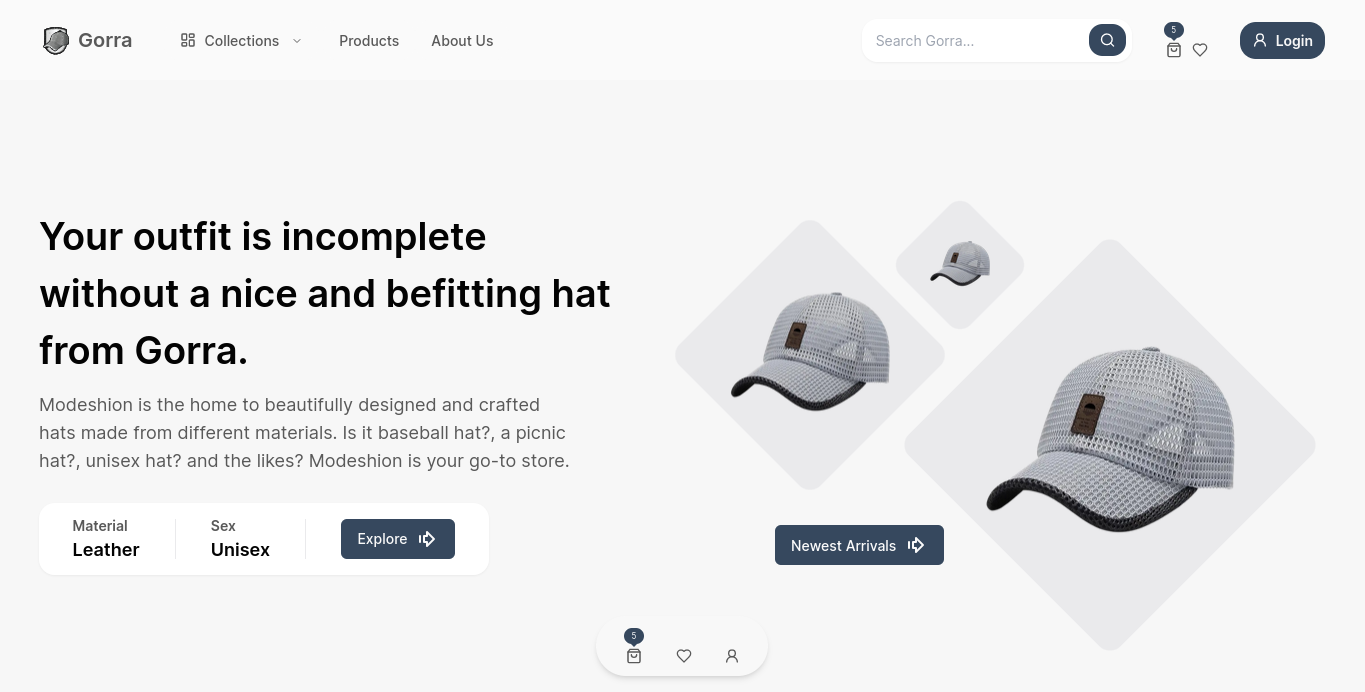 Gorra
Collections
Products
About Us
Search Gorra...
5
Login
Your outfit is incomplete
without a nice and befitting hat
from Gorra.
Modeshion is the home to beautifully designed and crafted
hats made from different materials. Is it baseball hat?, a picnic
hat?, unisex hat? and the likes? Modeshion is your go-to store.
Material
Leather
Sex
Unisex
Explore
Newest Arrivals
5